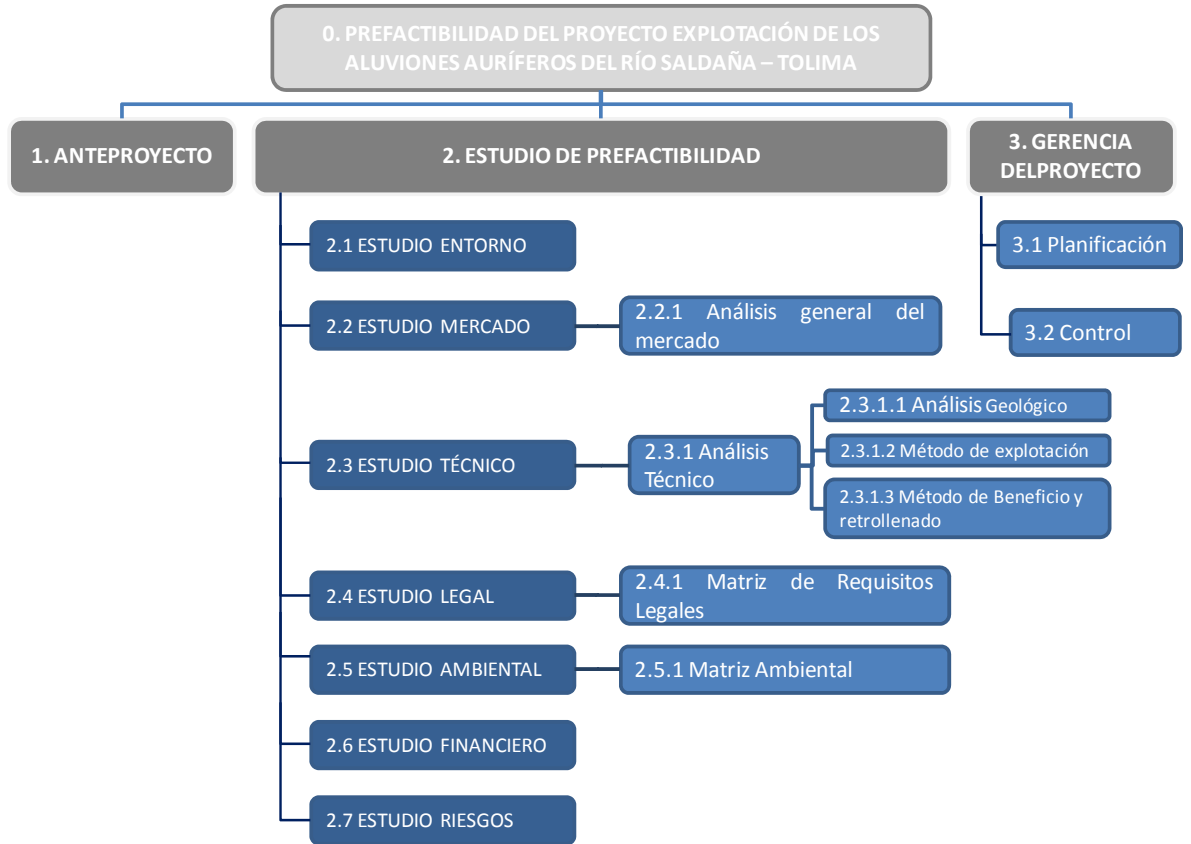 0. PREFACTIBILIDAD DEL PROYECTO EXPLOTACIÓN DE LOS
ALUVIONES AURÍFEROS DEL RÍO SALDAÑA – TOLIMA
1. ANTEPROYECTO
2. ESTUDIO DE PREFACTIBILIDAD
3. GERENCIA
DELPROYECTO
2.1 ESTUDIO ENTORNO
2.2 ESTUDIO MERCADO
2.2.1 Análisis general del
mercado
2.3 ESTUDIO TÉCNICO
2.3.1 Análisis
Técnico
2.3.1.1 Análisis Geológico
2.3.1.2 Método de explotación
2.3.1.3 Método de Beneficio y
retrollenado
2.4 ESTUDIO LEGAL
2.4.1 Matriz de Requisitos
Legales
2.5 ESTUDIO AMBIENTAL
2.5.1 Matriz Ambiental
2.6 ESTUDIO FINANCIERO
2.7 ESTUDIO RIESGOS
3.1 Planificación
3.2 Control